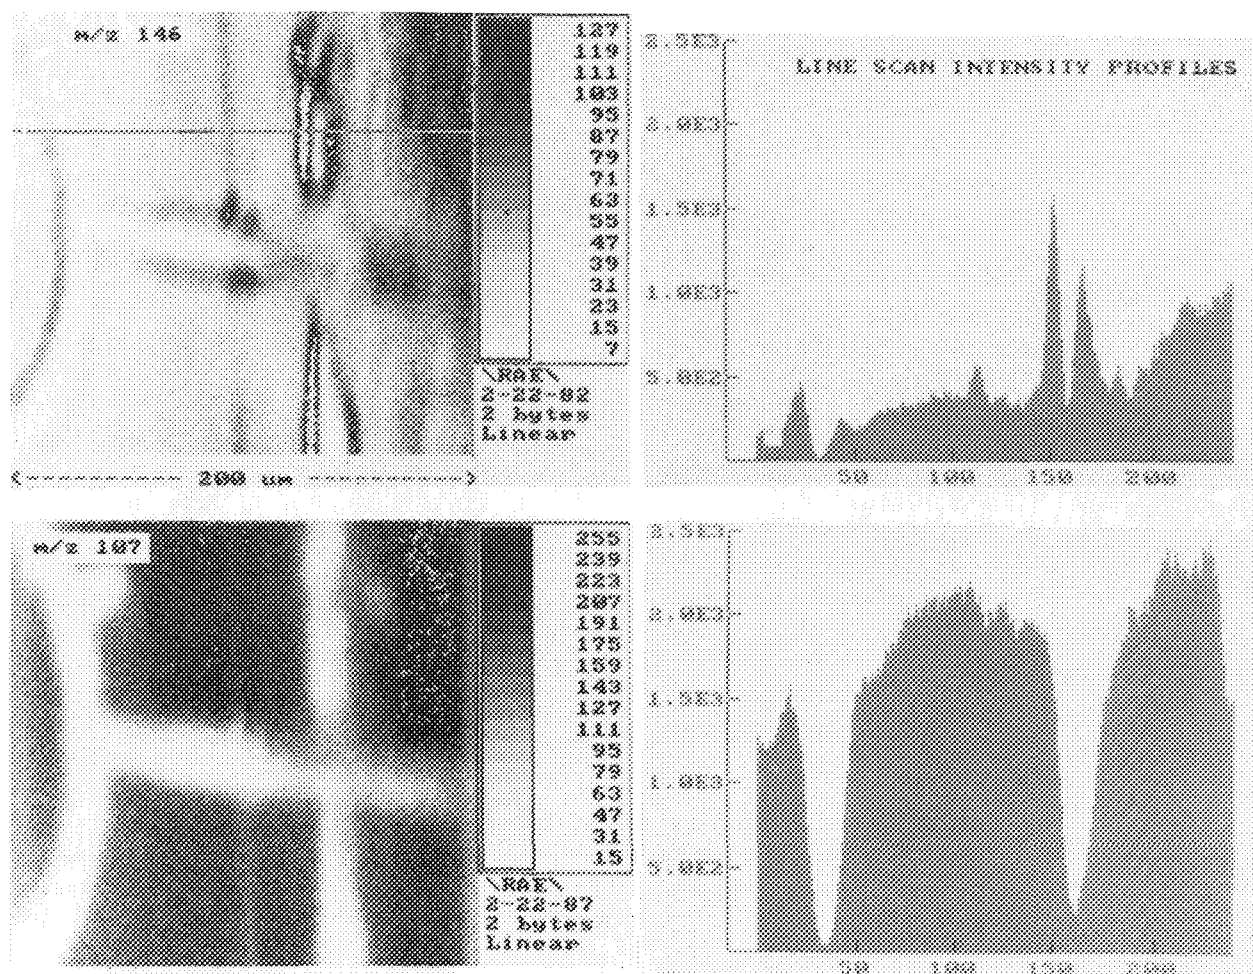 m/z 146
127
119
111
103
95
87
79
71
63
55
47
39
31
23
15
7
\RAE\
2-22-82
2 bytes
Linear
<---------- 200 um ---------->
LINE SCAN INTENSITY PROFILES
2.5E3
2.0E3
1.5E3
1.0E3
5.0E2
50 100 150 200
m/z 107
255
239
223
207
191
175
159
143
127
111
95
79
63
47
31
15
\RAE\
2-22-87
2 bytes
Linear
2.5E3
2.0E3
1.5E3
1.0E3
5.0E2
50 100 150 200